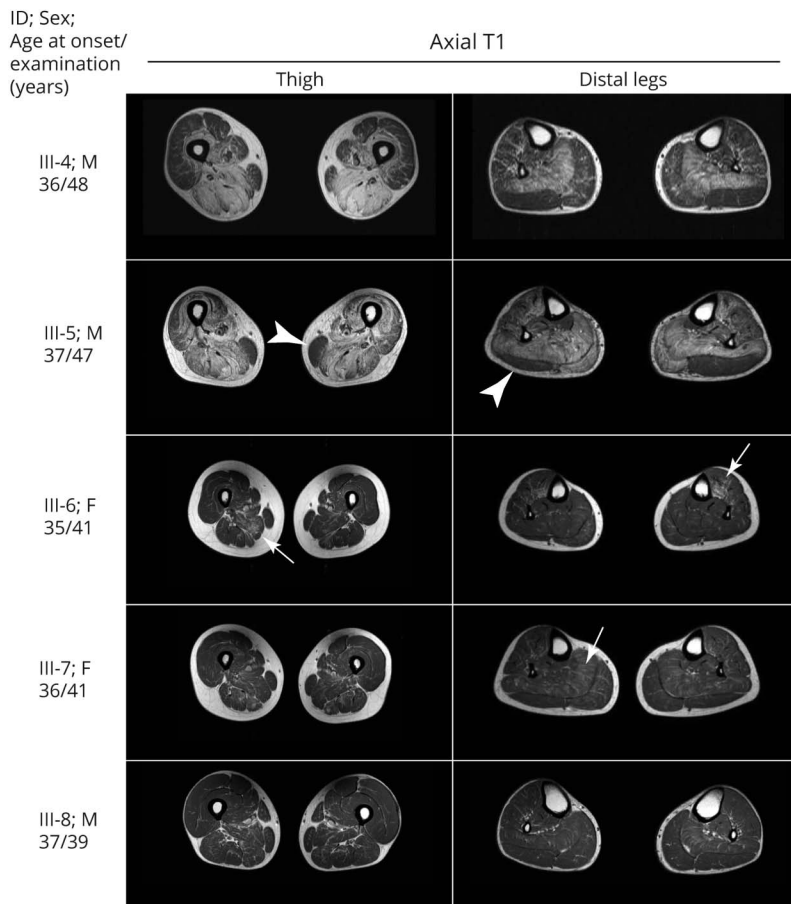 ID; Sex;
Age at onset/
examination
(years)
Axial T1
Thigh
Distal legs
III-4; M
36/48
III-5; M
37/47
III-6; F
35/41
III-7; F
36/41
III-8; M
37/39